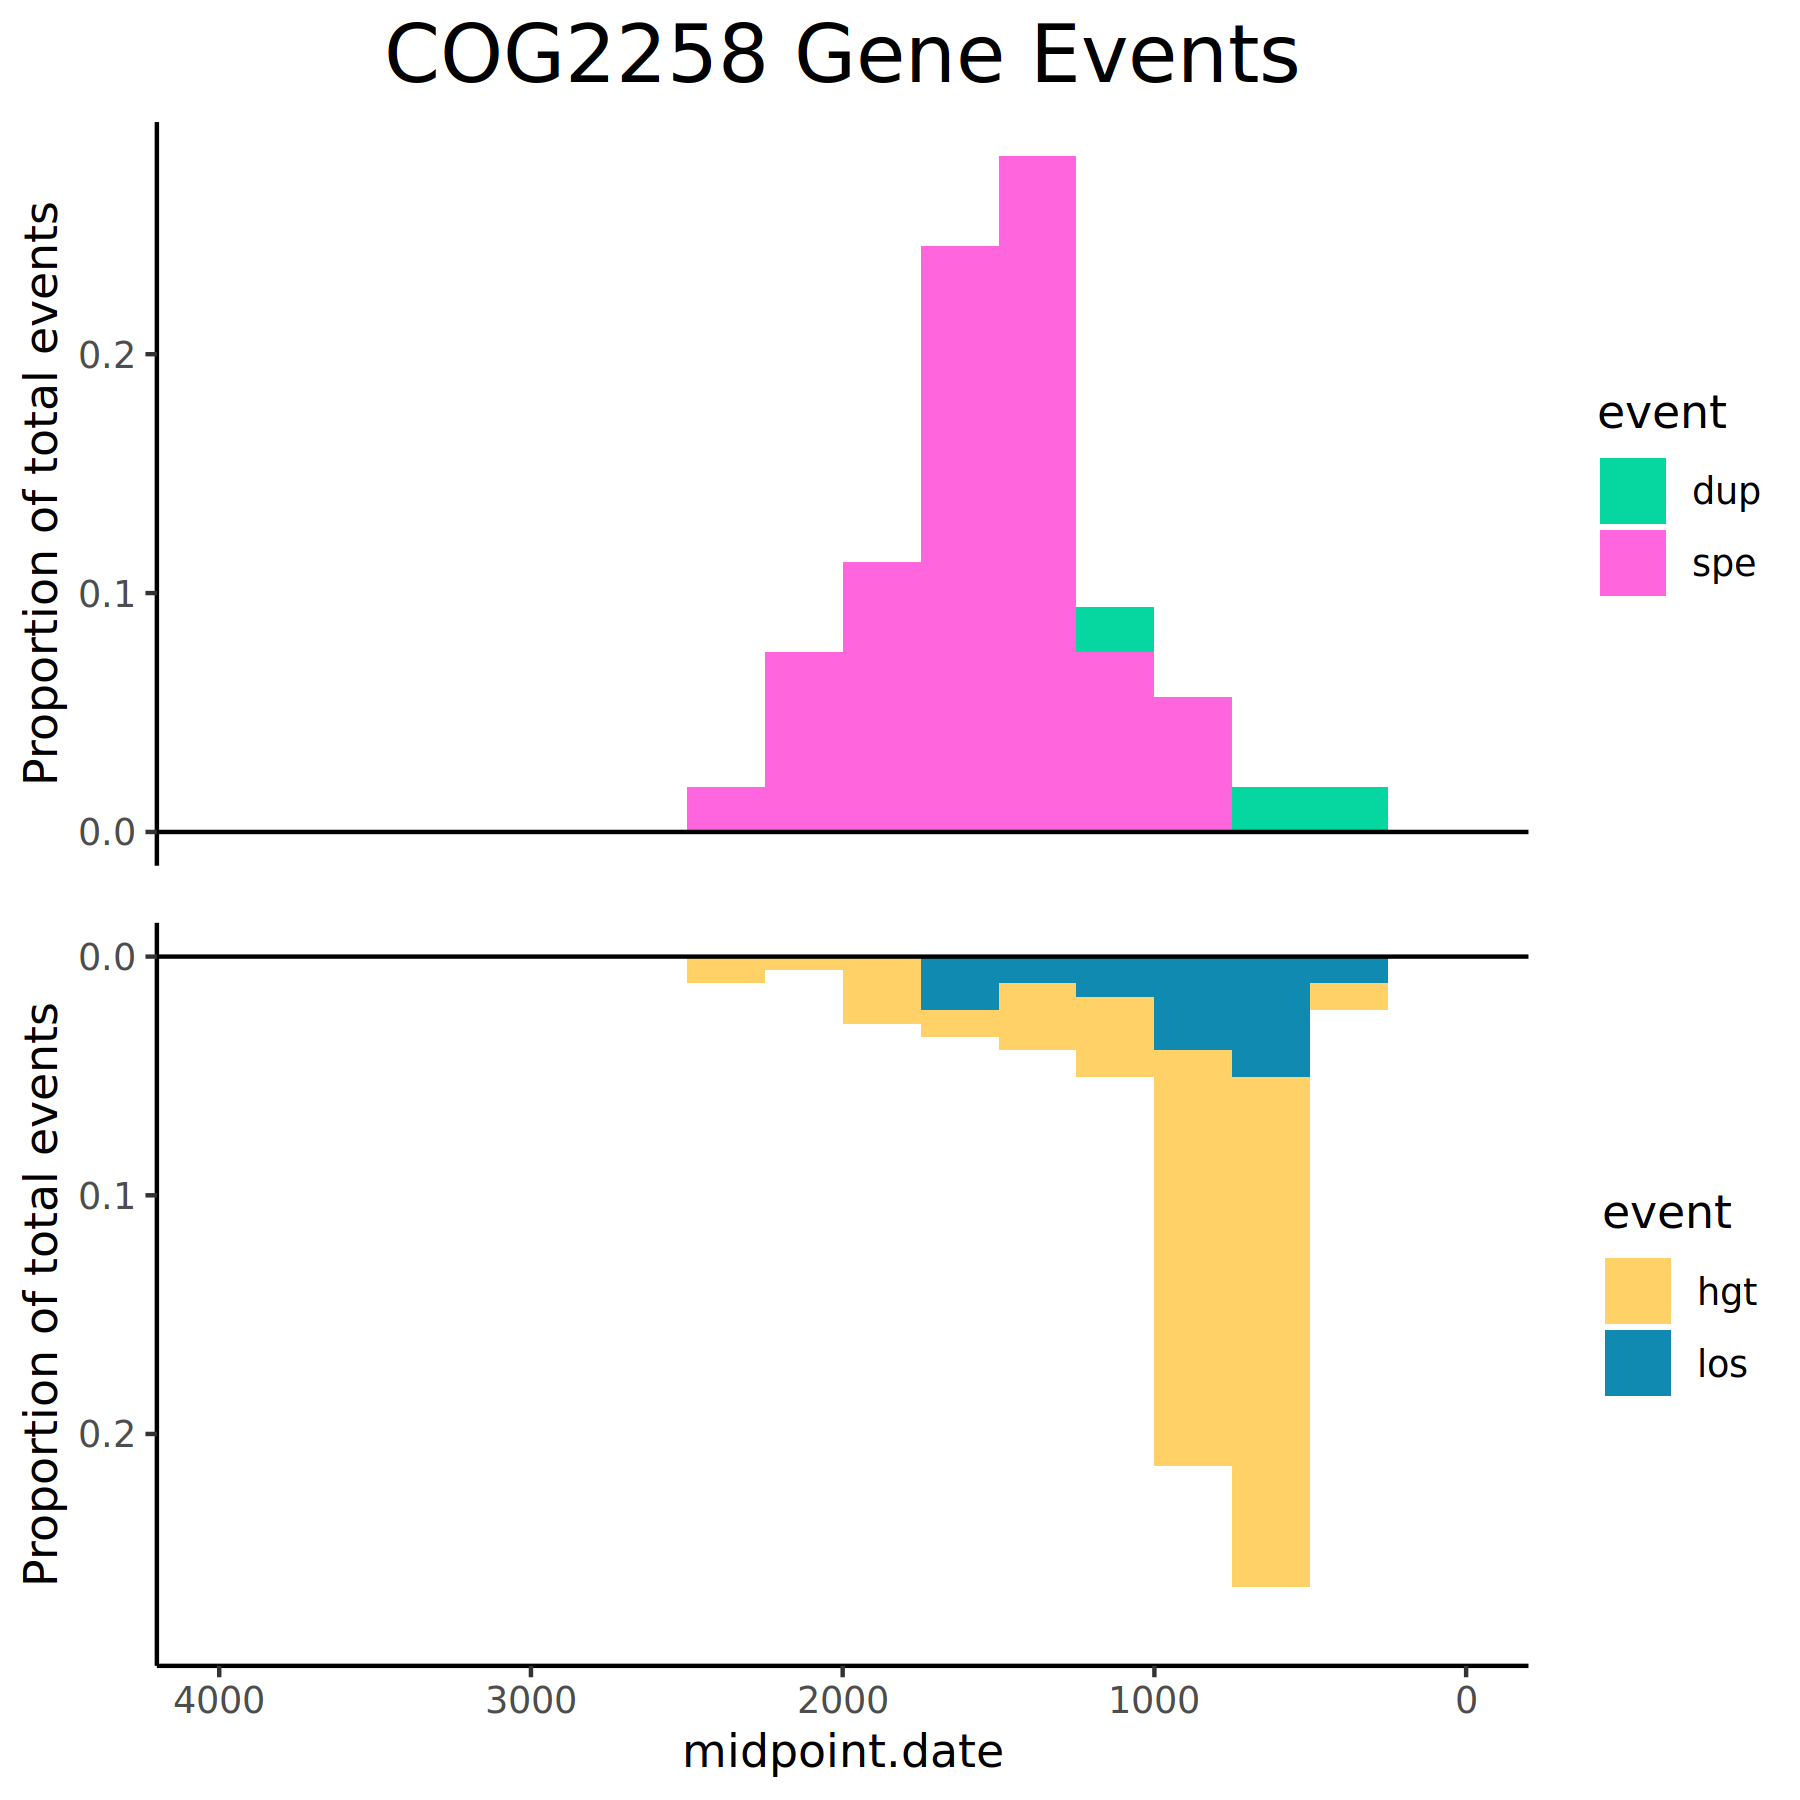 COG2258 Gene Events
Proportion of total events
0.2
0.1
0.0
event
dup
spe
Proportion of total events
0.0
0.1
0.2
event
hgt
los
4000 3000 2000 1000 0
midpoint.date